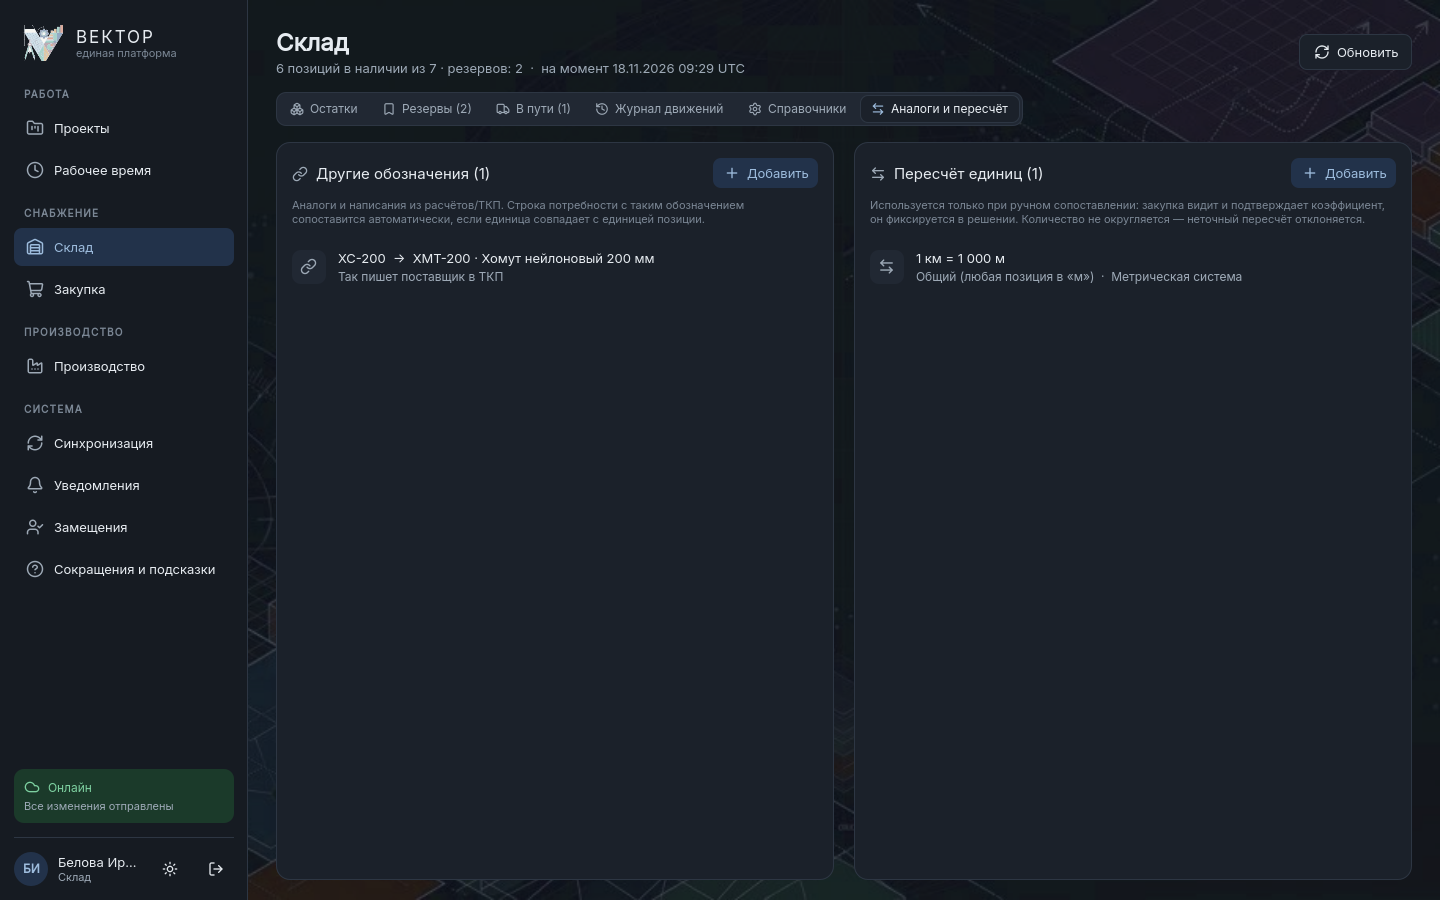 ВЕКТОР
единая платформа
РАБОТА
Проекты
Рабочее время
СНАБЖЕНИЕ
Склад
Закупка
ПРОИЗВОДСТВО
Производство
СИСТЕМА
Синхронизация
Уведомления
Замещения
Сокращения и подсказки
Онлайн
Все изменения отправлены
БИ
Белова Ир...
Склад
Склад
6 позиций в наличии из 7 · резервов: 2 · на момент 18.11.2026 09:29 UTC
Обновить
Остатки
Резервы (2)
В пути (1)
Журнал движений
Справочники
Аналоги и пересчёт
Другие обозначения (1)
Добавить
Аналоги и написания из расчётов/ТКП. Строка потребности с таким обозначением
сопоставится автоматически, если единица совпадает с единицей позиции.
ХС-200 → ХМТ-200 · Хомут нейлоновый 200 мм
Так пишет поставщик в ТКП
Пересчёт единиц (1)
Добавить
Используется только при ручном сопоставлении: закупка видит и подтверждает коэффициент,
он фиксируется в решении. Количество не округляется — неточный пересчёт отклоняется.
1 км = 1 000 м
Общий (любая позиция в «м») · Метрическая система